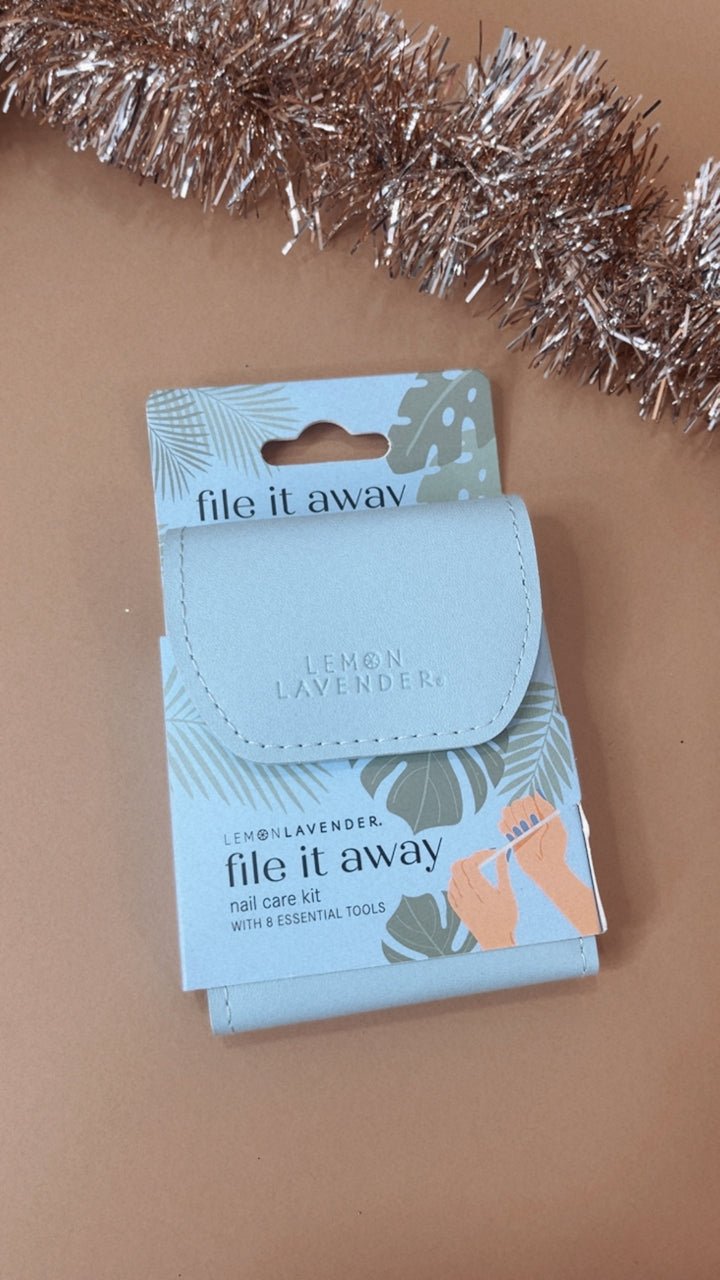 file it away
LEMON
LAVENDER®
LEMONLAVENDER®
file it away
nail care kit
WITH 8 ESSENTIAL TOOLS